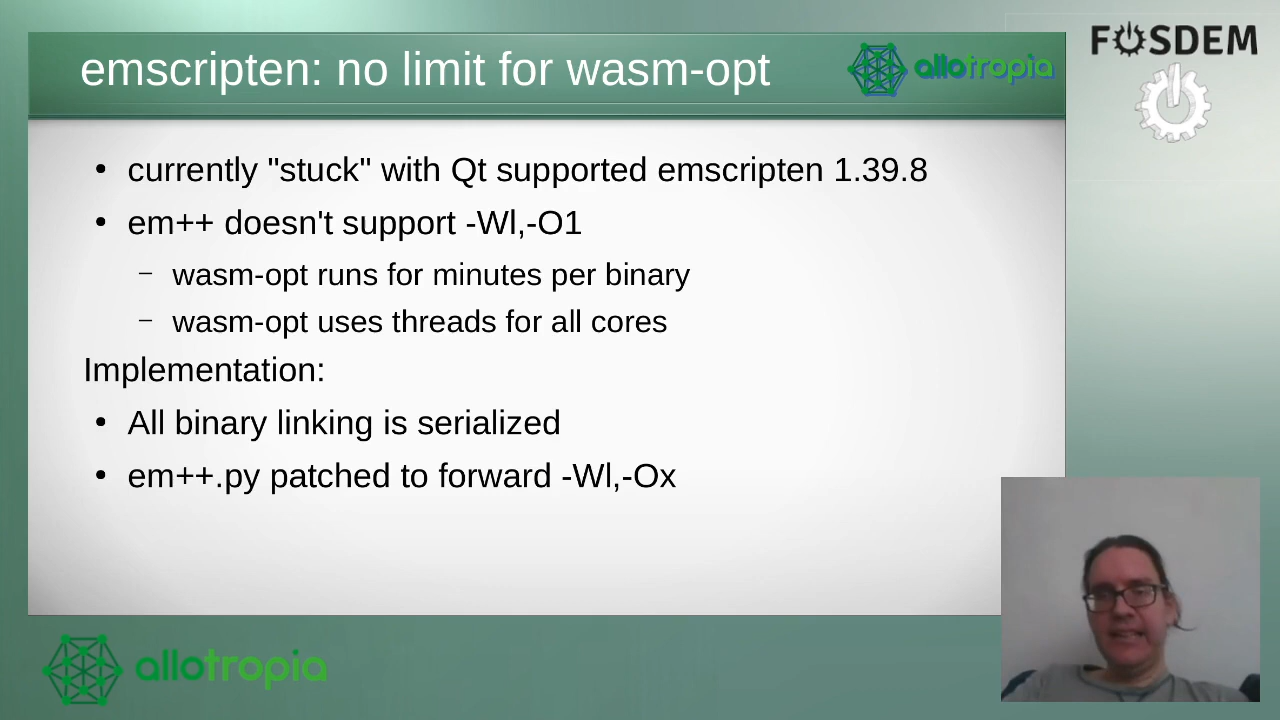 emscripten: no limit for wasm-opt
allotropia
FOSDEM
currently "stuck" with Qt supported emscripten 1.39.8
em++ doesn't support -Wl,-O1
wasm-opt runs for minutes per binary
wasm-opt uses threads for all cores
Implementation:
All binary linking is serialized
em++.py patched to forward -Wl,-Ox
allotropia